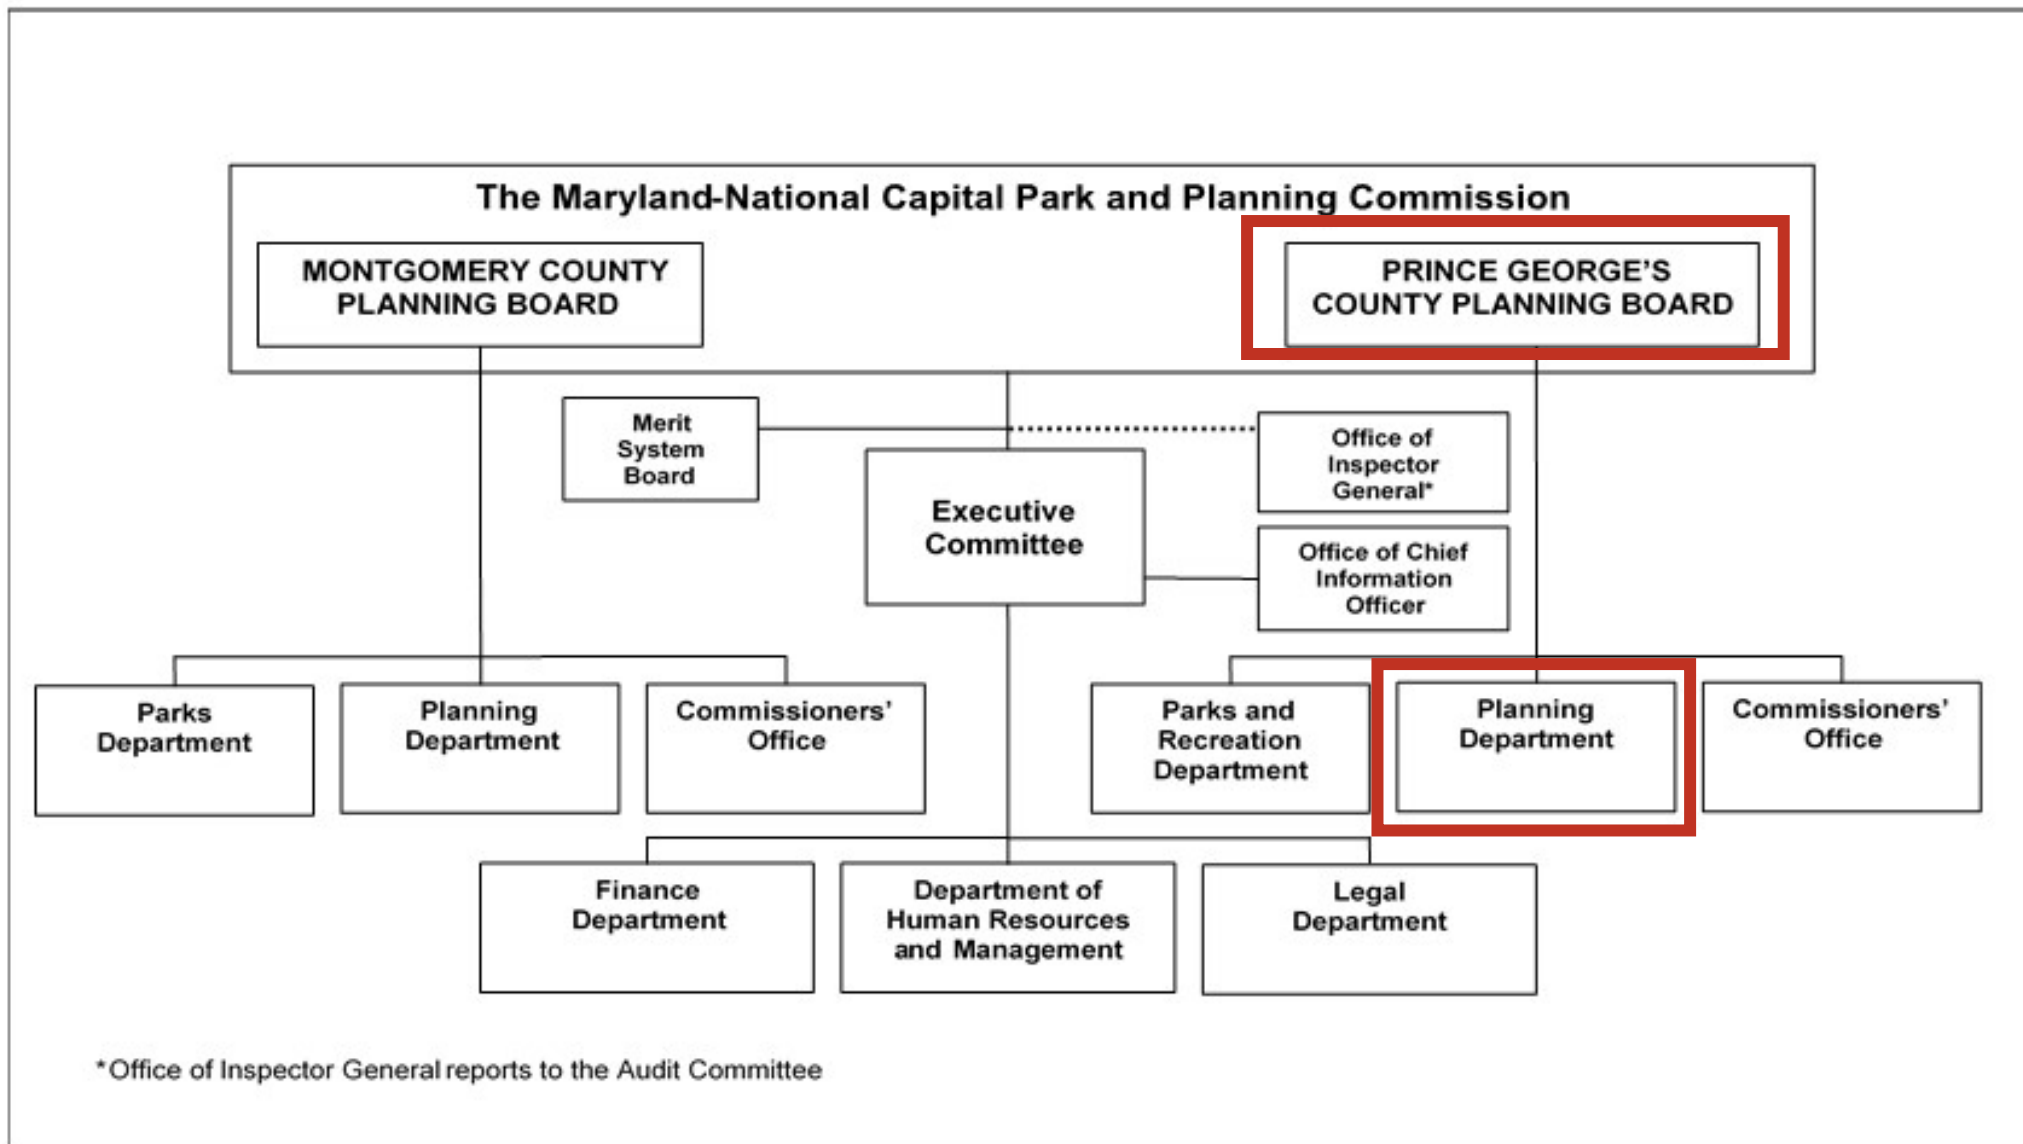 The Maryland-National Capital Park and Planning Commission
MONTGOMERY COUNTY
PLANNING BOARD
PRINCE GEORGE’S
COUNTY PLANNING BOARD
Merit
System
Board
Office of
Inspector
General*
Executive
Committee
Office of Chief
Information
Officer
Parks
Department
Planning
Department
Commissioners’
Office
Parks and
Recreation
Department
Planning
Department
Commissioners’
Office
Finance
Department
Department of
Human Resources
and Management
Legal
Department
*Office of Inspector General reports to the Audit Committee